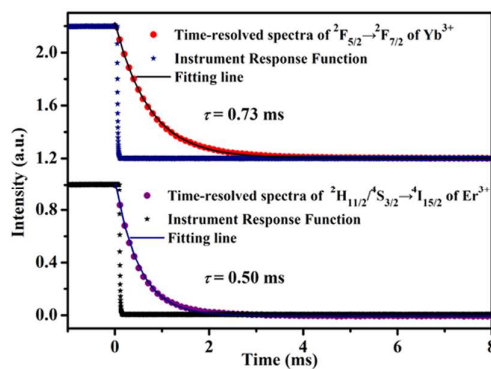 2.2
Time-resolved spectra of ²F₅/₂→²F₇/₂ of Yb³⁺
Instrument Response Function
Fitting line
1.8
τ = 0.73 ms
1.6
1.2
Time-resolved spectra of ²H₁₁/₂/⁴S₃/₂→⁴I₁₅/₂ of Er³⁺
Instrument Response Function
0.8
Fitting line
τ = 0.50 ms
0.4
0.0
0 2 4 6 8
Time (ms)
Intensity (a.u.)